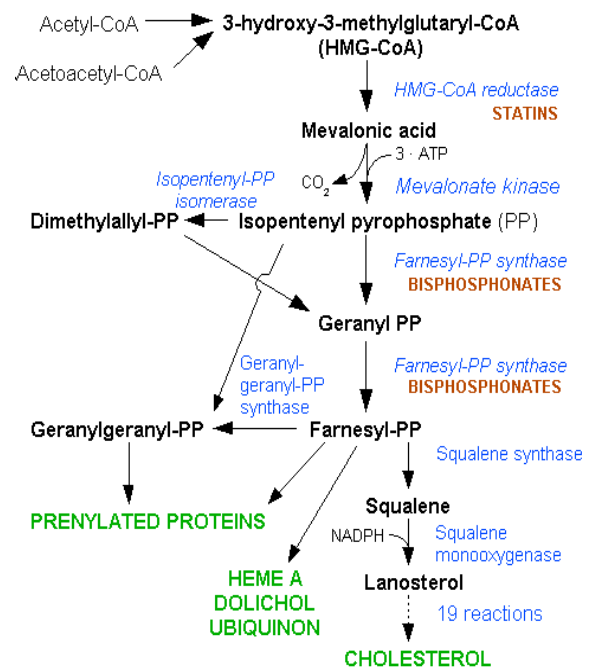 Acetyl-CoA
3-hydroxy-3-methylglutaryl-CoA
(HMG-CoA)
Acetoacetyl-CoA
HMG-CoA reductase
STATINS
Mevalonic acid
3 · ATP
CO2
Mevalonate kinase
Isopentenyl-PP
isomerase
Dimethylallyl-PP
Isopentenyl pyrophosphate (PP)
Farnesyl-PP synthase
BISPHOSPHONATES
Geranyl PP
Farnesyl-PP synthase
BISPHOSPHONATES
Geranyl-
geranyl-PP
synthase
Geranylgeranyl-PP
Farnesyl-PP
Squalene synthase
PRENYLATED PROTEINS
Squalene
NADPH
Squalene
monooxygenase
HEME A
DOLICHOL
UBIQUINON
Lanosterol
19 reactions
CHOLESTEROL